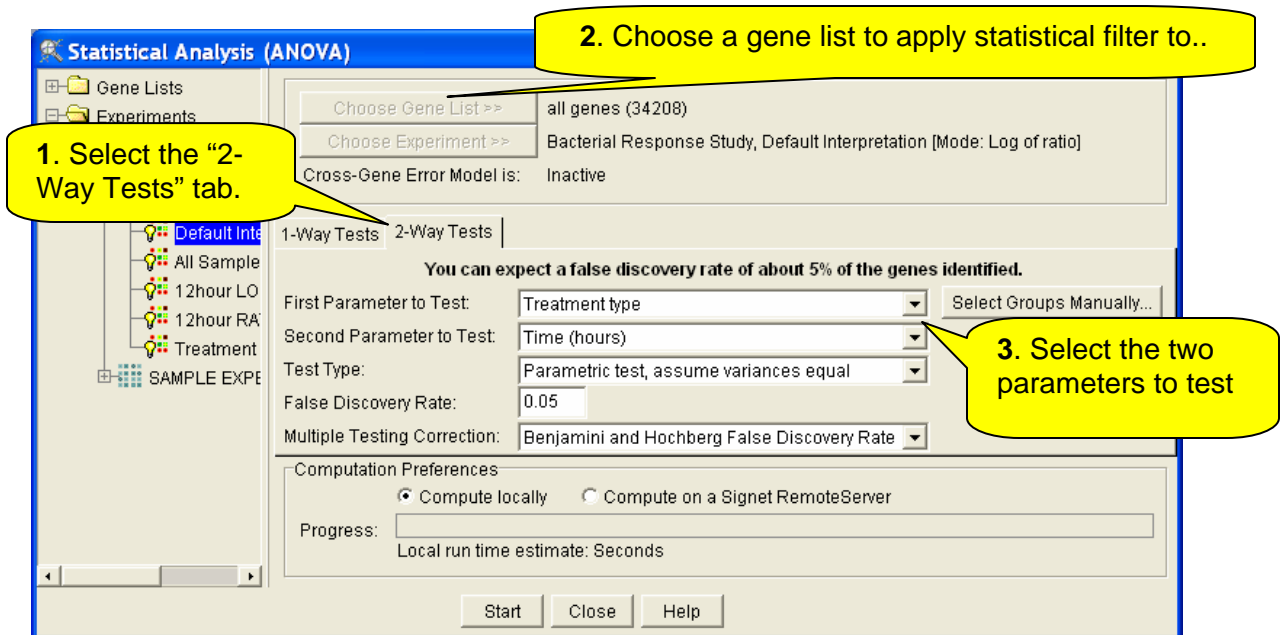 2. Choose a gene list to apply statistical filter to..
Statistical Analysis (ANOVA)
Gene Lists
Experiments
Choose Gene List >> all genes (34208)
Choose Experiment >> Bacterial Response Study, Default Interpretation [Mode: Log of ratio]
Cross-Gene Error Model is: Inactive
1. Select the “2-
Way Tests” tab.
Default Inte
All Sample
12hour LO
12hour RA
Treatment
SAMPLE EXPE
1-Way Tests 2-Way Tests
You can expect a false discovery rate of about 5% of the genes identified.
First Parameter to Test: Treatment type Select Groups Manually...
Second Parameter to Test: Time (hours)
Test Type: Parametric test, assume variances equal
False Discovery Rate: 0.05
Multiple Testing Correction: Benjamini and Hochberg False Discovery Rate
3. Select the two
parameters to test
Computation Preferences
Compute locally Compute on a Signet RemoteServer
Progress:
Local run time estimate: Seconds
Start Close Help